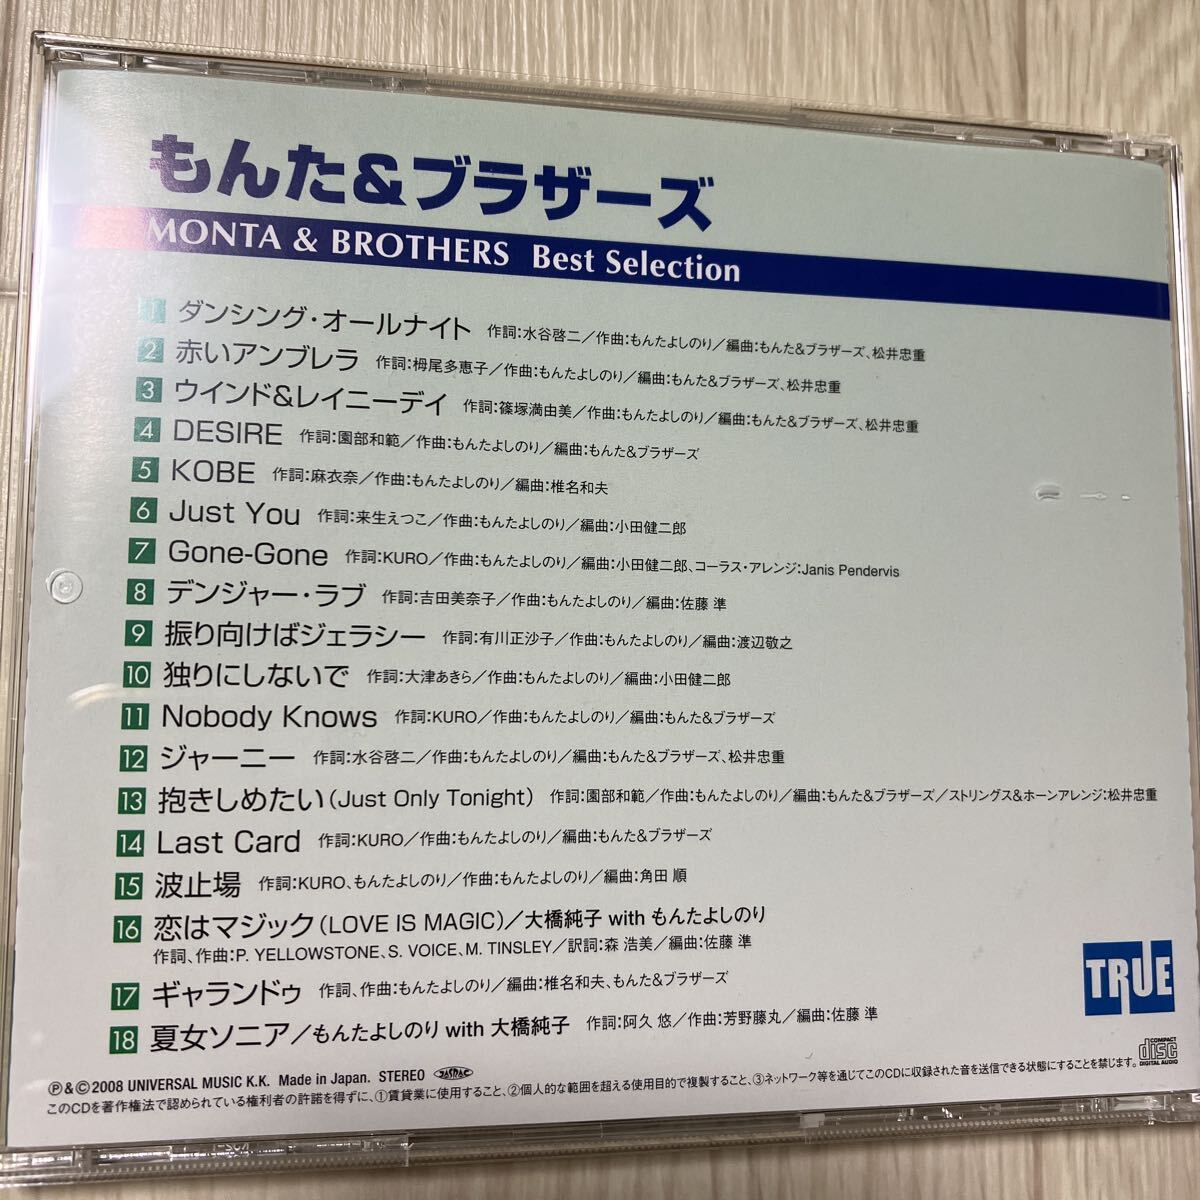 もんた&ブラザーズ
MONTA & BROTHERS Best Selection
1 ダンシング・オールナイト 作詞:水谷啓二/作曲:もんたよしのり/編曲:もんた&ブラザーズ、松井忠重
2 赤いアンブレラ 作詞:栂尾多恵子/作曲:もんたよしのり/編曲:もんた&ブラザーズ、松井忠重
3 ウインド&レイニーデイ 作詞:篠塚満由美/作曲:もんたよしのり/編曲:もんた&ブラザーズ、松井忠重
4 DESIRE 作詞:園部和範/作曲:もんたよしのり/編曲:もんた&ブラザーズ
5 KOBE 作詞:麻衣奈/作曲:もんたよしのり/編曲:椎名和夫
6 Just You 作詞:来生えつこ/作曲:もんたよしのり/編曲:小田健二郎
7 Gone-Gone 作詞:KURO/作曲:もんたよしのり/編曲:小田健二郎、コーラス・アレンジ:Janis Pendervis
8 デンジャー・ラブ 作詞:吉田美奈子/作曲:もんたよしのり/編曲:佐藤 準
9 振り向けばジェラシー 作詞:有川正沙子/作曲:もんたよしのり/編曲:渡辺敬之
10 独りにしないで 作詞:大津あきら/作曲:もんたよしのり/編曲:小田健二郎
11 Nobody Knows 作詞:KURO/作曲:もんたよしのり/編曲:もんた&ブラザーズ
12 ジャーニー 作詞:水谷啓二/作曲:もんたよしのり/編曲:もんた&ブラザーズ、松井忠重
13 抱きしめたい(Just Only Tonight) 作詞:園部和範/作曲:もんたよしのり/編曲:もんた&ブラザーズ/ストリングス&ホーンアレンジ:松井忠重
14 Last Card 作詞:KURO/作曲:もんたよしのり/編曲:もんた&ブラザーズ
15 波止場 作詞:KURO、もんたよしのり/作曲:もんたよしのり/編曲:角田 順
16 恋はマジック(LOVE IS MAGIC)/大橋純子 with もんたよしのり
作詞、作曲:P. YELLOWSTONE、S. VOICE、M. TINSLEY/訳詞:森 浩美/編曲:佐藤 準
17 ギャランドゥ 作詞、作曲:もんたよしのり/編曲:椎名和夫、もんた&ブラザーズ
18 夏女ソニア/もんたよしのり with 大橋純子 作詞:阿久 悠/作曲:芳野藤丸/編曲:佐藤 準
TRUE
COMPACT
disc
DIGITAL AUDIO
Ⓟ&Ⓒ2008 UNIVERSAL MUSIC K.K. Made in Japan. STEREO JASRAC
このCDを著作権法で認められている権利者の許諾を得ずに、①賃貸業に使用すること、②個人的な範囲を超える使用目的で複製すること、③ネットワーク等を通じてこのCDに収録された音を送信できる状態にすることを禁じます。